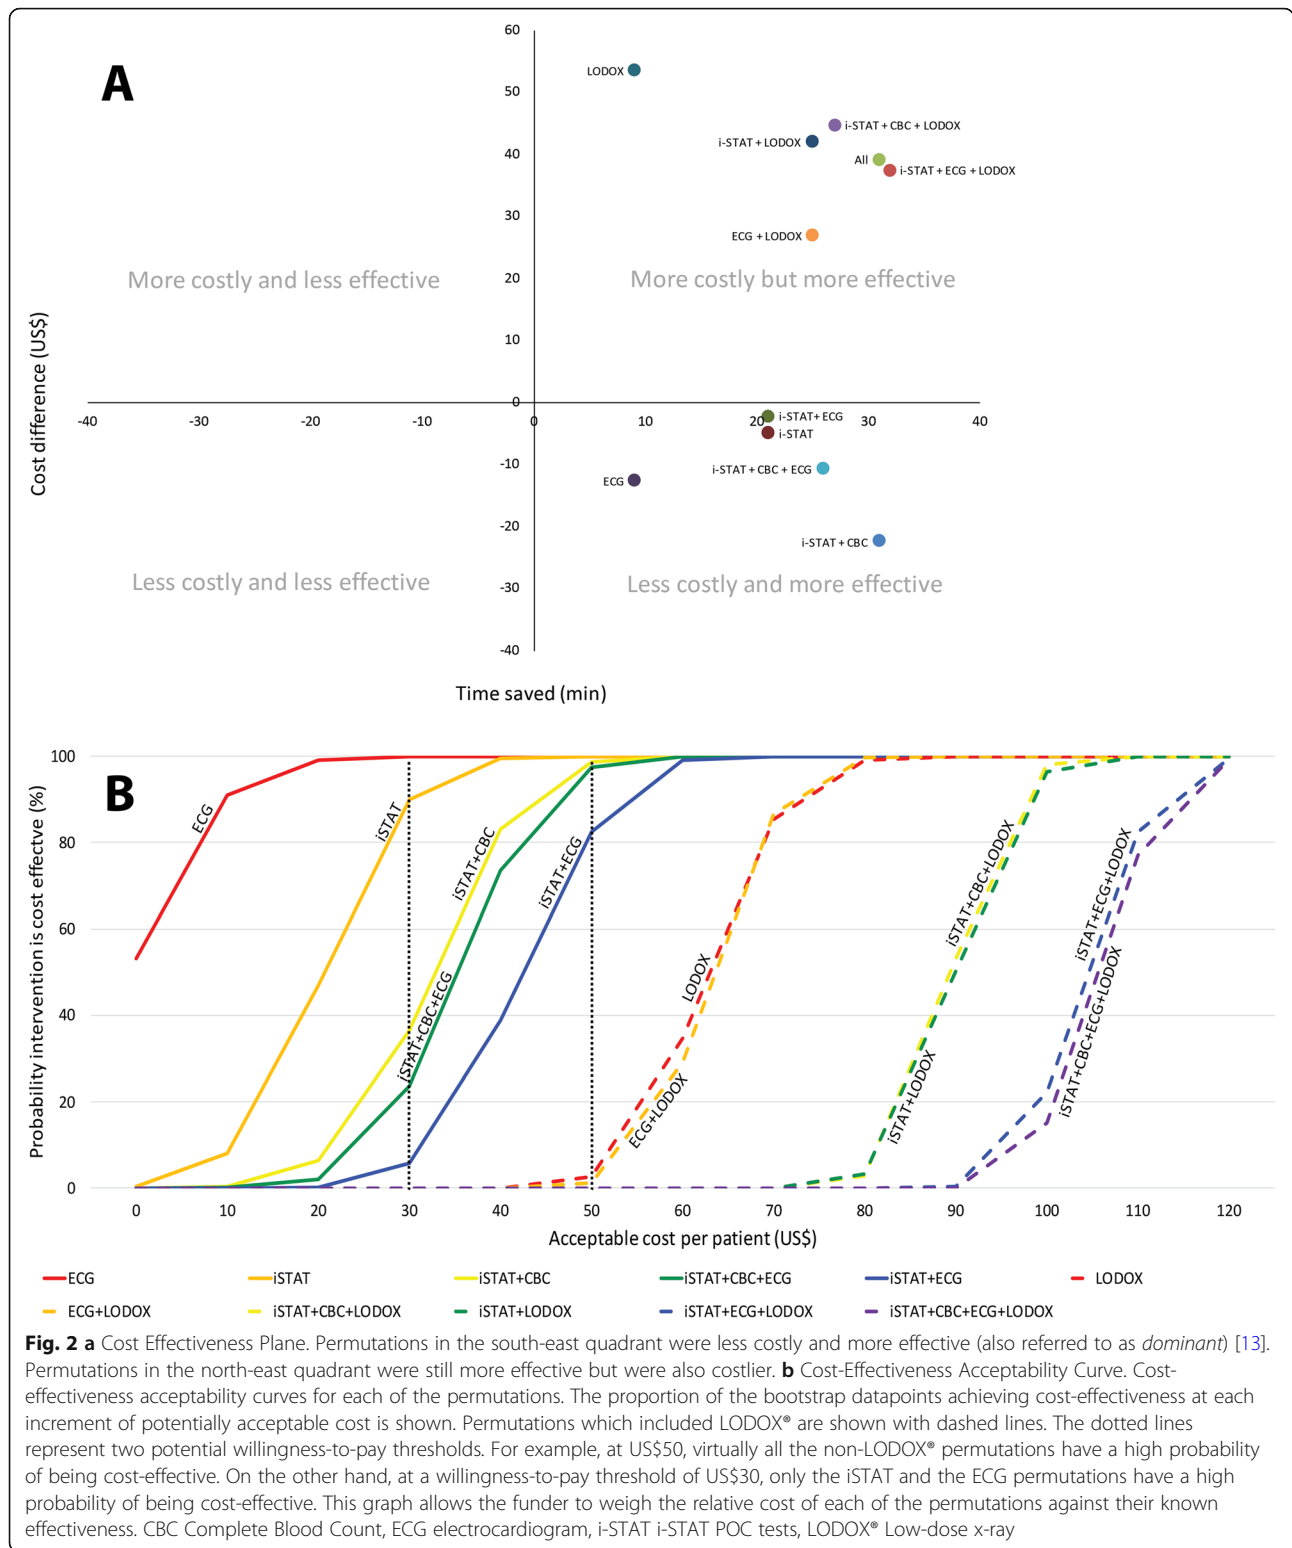 A
60
50
40
30
20
10
0
-10
-20
-30
-40
-40
-30
-20
-10
0
10
20
30
40
Cost difference (US$)
Time saved (min)
LODOX
i-STAT + CBC + LODOX
i-STAT + LODOX
All
i-STAT + ECG + LODOX
ECG + LODOX
More costly and less effective
More costly but more effective
i-STAT+ ECG
i-STAT
i-STAT + CBC + ECG
ECG
i-STAT + CBC
Less costly and less effective
Less costly and more effective
B
Probability intervention is cost effectve (%)
100
80
60
40
20
0
ECG
iSTAT
iSTAT+CBC
iSTAT+CBC+ECG
iSTAT+ECG
LODOX
ECG+LODOX
iSTAT+CBC+LODOX
iSTAT+LODOX
iSTAT+ECG+LODOX
iSTAT+CBC+ECG+LODOX
0 10 20 30 40 50 60 70 80 90 100 110 120
Acceptable cost per patient (US$)
ECG iSTAT iSTAT+CBC iSTAT+CBC+ECG iSTAT+ECG LODOX
ECG+LODOX iSTAT+CBC+LODOX iSTAT+LODOX iSTAT+ECG+LODOX iSTAT+CBC+ECG+LODOX
Fig. 2 a Cost Effectiveness Plane. Permutations in the south-east quadrant were less costly and more effective (also referred to as dominant) [13].
Permutations in the north-east quadrant were still more effective but were also costlier. b Cost-Effectiveness Acceptability Curve. Cost-
effectiveness acceptability curves for each of the permutations. The proportion of the bootstrap datapoints achieving cost-effectiveness at each
increment of potentially acceptable cost is shown. Permutations which included LODOX® are shown with dashed lines. The dotted lines
represent two potential willingness-to-pay thresholds. For example, at US$50, virtually all the non-LODOX® permutations have a high probability
of being cost-effective. On the other hand, at a willingness-to-pay threshold of US$30, only the iSTAT and the ECG permutations have a high
probability of being cost-effective. This graph allows the funder to weigh the relative cost of each of the permutations against their known
effectiveness. CBC Complete Blood Count, ECG electrocardiogram, i-STAT i-STAT POC tests, LODOX® Low-dose x-ray